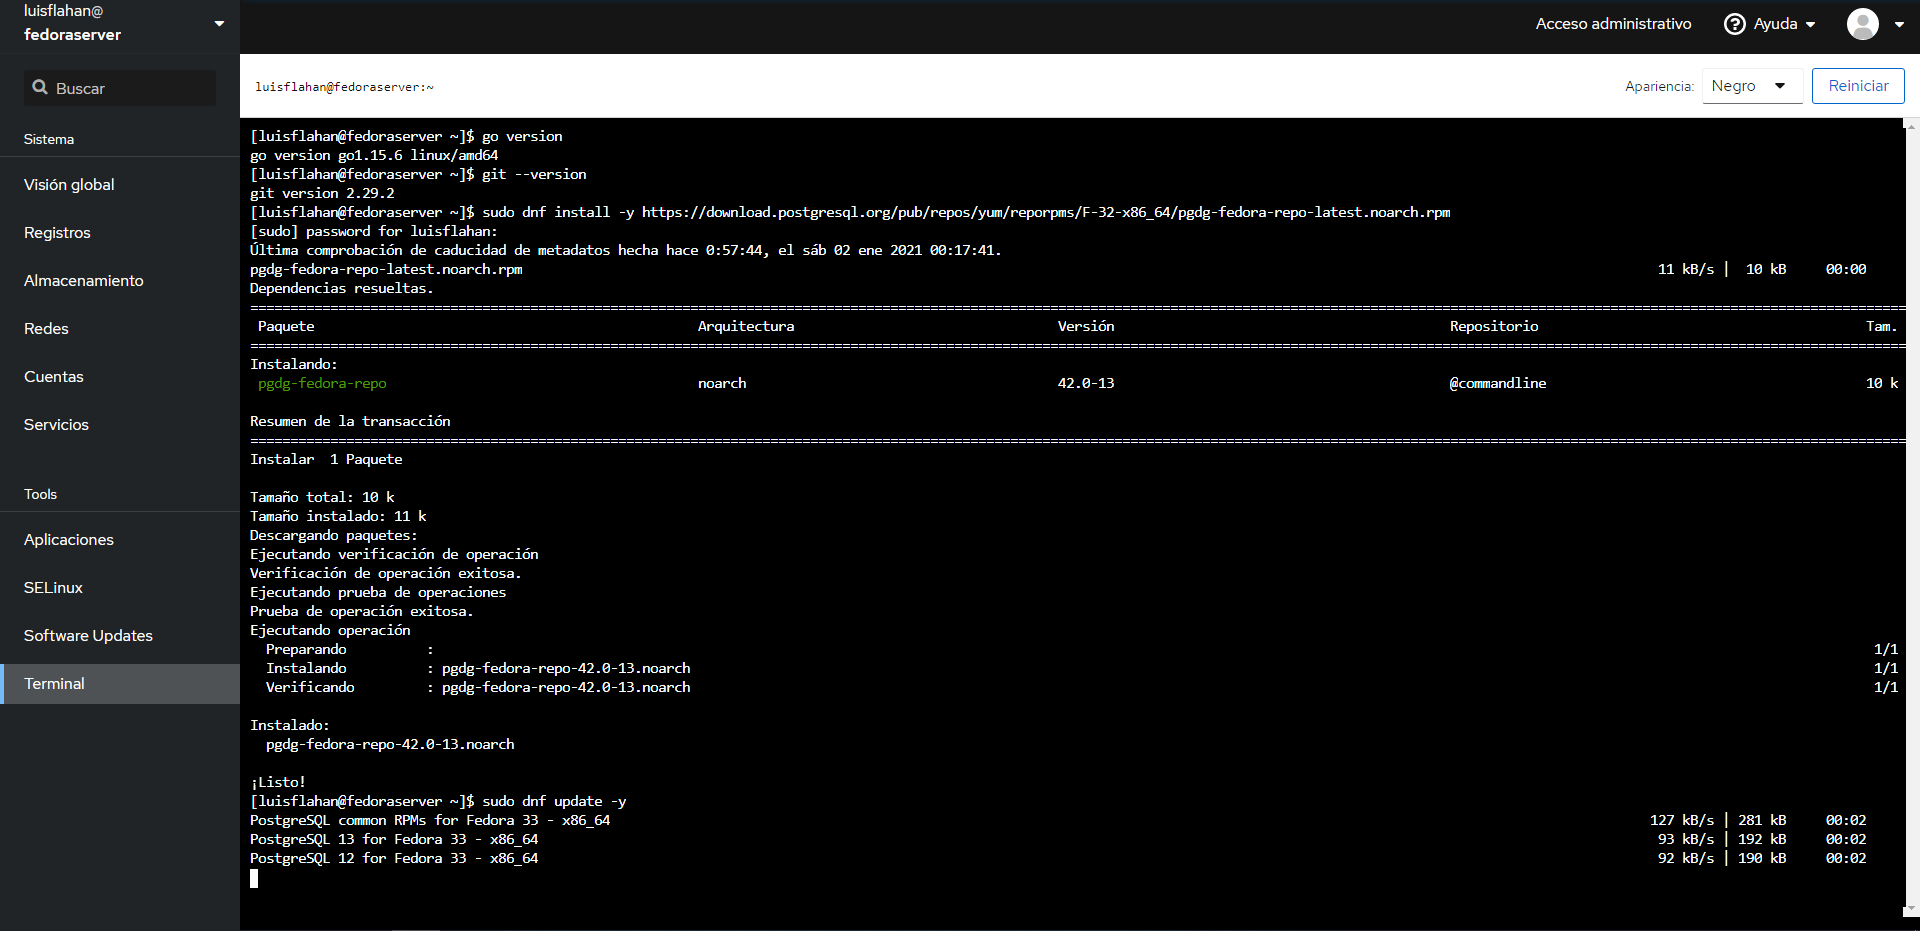 luisflahan@
fedoraserver
Acceso administrativo
Ayuda
Buscar
Sistema
Visión global
Registros
Almacenamiento
Redes
Cuentas
Servicios
Tools
Aplicaciones
SELinux
Software Updates
Terminal
luisflahan@fedoraserver:~
Apariencia: Negro Reiniciar
[luisflahan@fedoraserver ~]$ go version
go version go1.15.6 linux/amd64
[luisflahan@fedoraserver ~]$ git --version
git version 2.29.2
[luisflahan@fedoraserver ~]$ sudo dnf install -y https://download.postgresql.org/pub/repos/yum/reporpms/F-32-x86_64/pgdg-fedora-repo-latest.noarch.rpm
[sudo] password for luisflahan:
Última comprobación de caducidad de metadatos hecha hace 0:57:44, el sáb 02 ene 2021 00:17:41.
pgdg-fedora-repo-latest.noarch.rpm 11 kB/s | 10 kB 00:00
Dependencias resueltas.
Paquete Arquitectura Versión Repositorio Tam.
Instalando:
pgdg-fedora-repo noarch 42.0-13 @commandline 10 k
Resumen de la transacción
Instalar 1 Paquete
Tamaño total: 10 k
Tamaño instalado: 11 k
Descargando paquetes:
Ejecutando verificación de operación
Verificación de operación exitosa.
Ejecutando prueba de operaciones
Prueba de operación exitosa.
Ejecutando operación
Preparando : 1/1
Instalando : pgdg-fedora-repo-42.0-13.noarch 1/1
Verificando : pgdg-fedora-repo-42.0-13.noarch 1/1
Instalado:
pgdg-fedora-repo-42.0-13.noarch
¡Listo!
[luisflahan@fedoraserver ~]$ sudo dnf update -y
PostgreSQL common RPMs for Fedora 33 - x86_64 127 kB/s | 281 kB 00:02
PostgreSQL 13 for Fedora 33 - x86_64 93 kB/s | 192 kB 00:02
PostgreSQL 12 for Fedora 33 - x86_64 92 kB/s | 190 kB 00:02